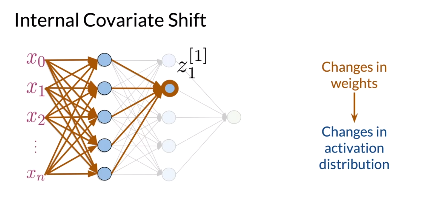 Internal Covariate Shift
x₀
z₁^[1]
x₁
x₂
⋮
xₙ
Changes in
weights
Changes in
activation
distribution